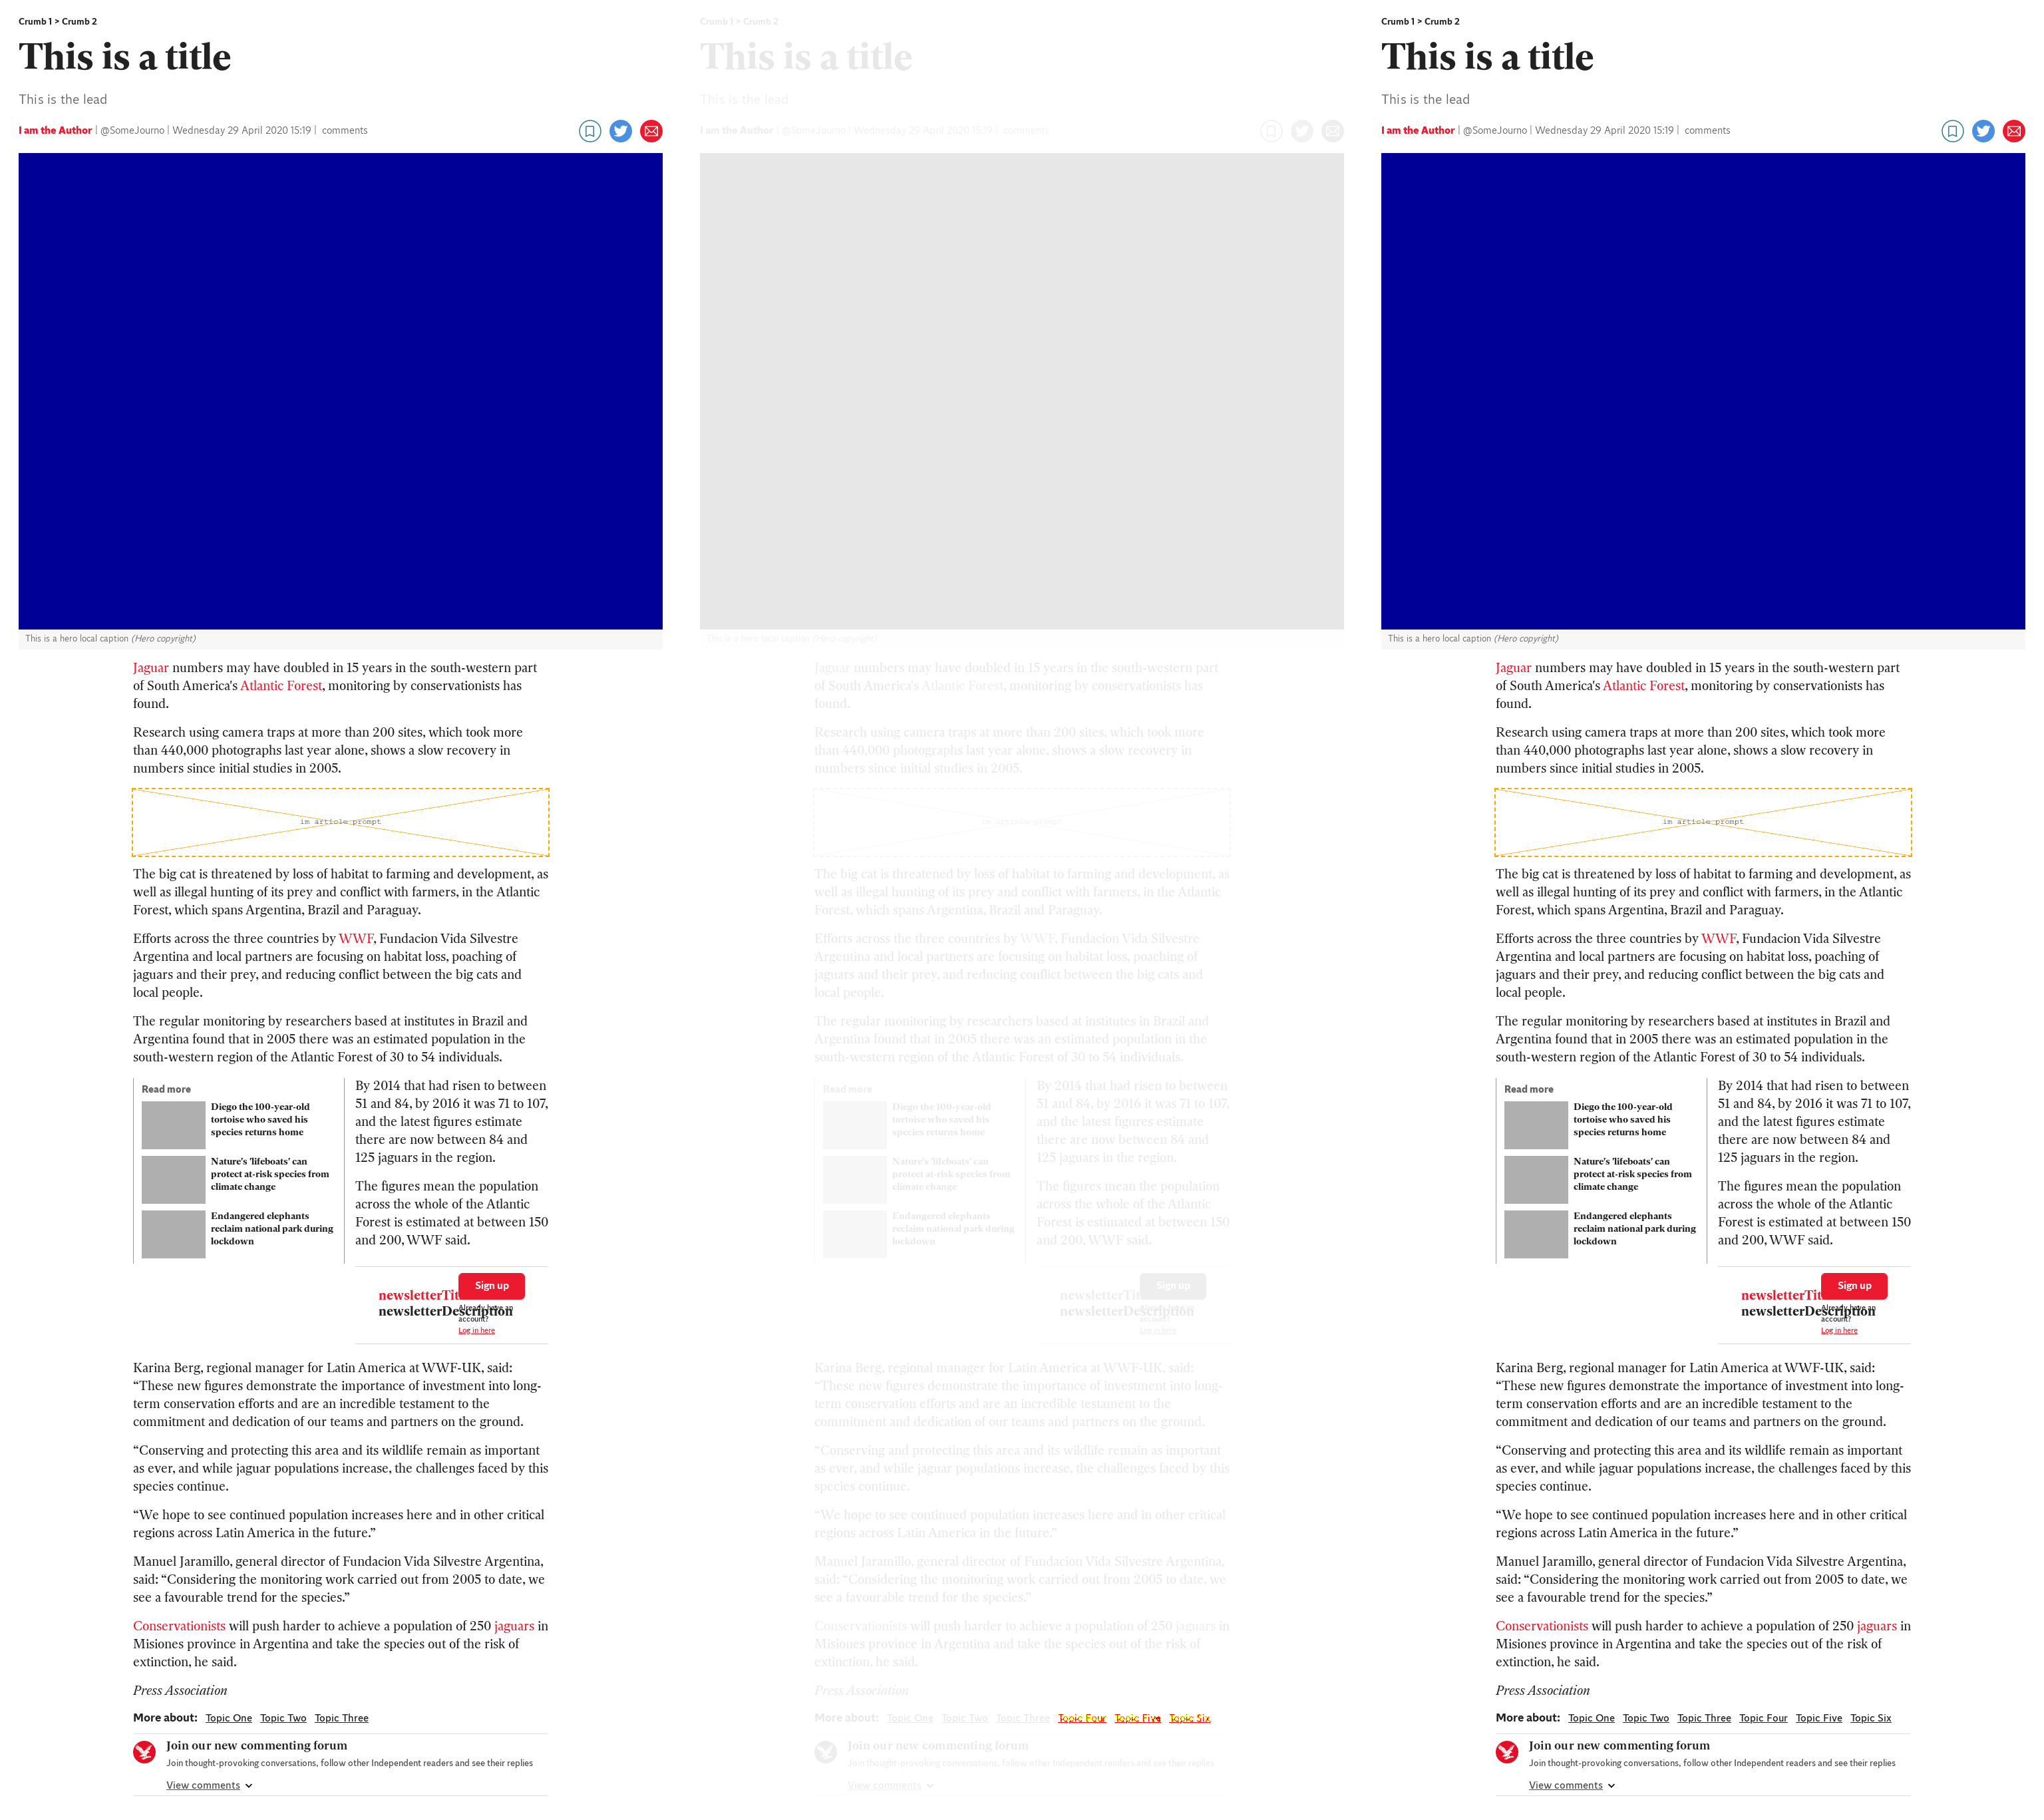 Crumb 1 > Crumb 2
This is a title
This is the lead
I am the Author | @SomeJourno | Wednesday 29 April 2020 15:19 | comments
This is a hero local caption (Hero copyright)
Jaguar numbers may have doubled in 15 years in the south-western part
of South America's Atlantic Forest, monitoring by conservationists has
found.
Research using camera traps at more than 200 sites, which took more
than 440,000 photographs last year alone, shows a slow recovery in
numbers since initial studies in 2005.
im article prompt
The big cat is threatened by loss of habitat to farming and development, as
well as illegal hunting of its prey and conflict with farmers, in the Atlantic
Forest, which spans Argentina, Brazil and Paraguay.
Efforts across the three countries by WWF, Fundacion Vida Silvestre
Argentina and local partners are focusing on habitat loss, poaching of
jaguars and their prey, and reducing conflict between the big cats and
local people.
The regular monitoring by researchers based at institutes in Brazil and
Argentina found that in 2005 there was an estimated population in the
south-western region of the Atlantic Forest of 30 to 54 individuals.
Read more
Diego the 100-year-old
tortoise who saved his
species returns home
Nature's 'lifeboats' can
protect at-risk species from
climate change
Endangered elephants
reclaim national park during
lockdown
By 2014 that had risen to between
51 and 84, by 2016 it was 71 to 107,
and the latest figures estimate
there are now between 84 and
125 jaguars in the region.
The figures mean the population
across the whole of the Atlantic
Forest is estimated at between 150
and 200, WWF said.
newsletterTit
newsletterDescription
Sign up
Already have an
account?
Log in here
Karina Berg, regional manager for Latin America at WWF-UK, said:
“These new figures demonstrate the importance of investment into long-
term conservation efforts and are an incredible testament to the
commitment and dedication of our teams and partners on the ground.
“Conserving and protecting this area and its wildlife remain as important
as ever, and while jaguar populations increase, the challenges faced by this
species continue.
“We hope to see continued population increases here and in other critical
regions across Latin America in the future.”
Manuel Jaramillo, general director of Fundacion Vida Silvestre Argentina,
said: “Considering the monitoring work carried out from 2005 to date, we
see a favourable trend for the species.”
Conservationists will push harder to achieve a population of 250 jaguars in
Misiones province in Argentina and take the species out of the risk of
extinction, he said.
Press Association
More about: Topic One Topic Two Topic Three
Join our new commenting forum
Join thought-provoking conversations, follow other Independent readers and see their replies
View comments
Crumb 1 > Crumb 2
This is a title
This is the lead
I am the Author | @SomeJourno | Wednesday 29 April 2020 15:19 | comments
This is a hero local caption (Hero copyright)
Jaguar numbers may have doubled in 15 years in the south-western part
of South America's Atlantic Forest, monitoring by conservationists has
found.
Research using camera traps at more than 200 sites, which took more
than 440,000 photographs last year alone, shows a slow recovery in
numbers since initial studies in 2005.
im article prompt
The big cat is threatened by loss of habitat to farming and development, as
well as illegal hunting of its prey and conflict with farmers, in the Atlantic
Forest, which spans Argentina, Brazil and Paraguay.
Efforts across the three countries by WWF, Fundacion Vida Silvestre
Argentina and local partners are focusing on habitat loss, poaching of
jaguars and their prey, and reducing conflict between the big cats and
local people.
The regular monitoring by researchers based at institutes in Brazil and
Argentina found that in 2005 there was an estimated population in the
south-western region of the Atlantic Forest of 30 to 54 individuals.
Read more
Diego the 100-year-old
tortoise who saved his
species returns home
Nature's 'lifeboats' can
protect at-risk species from
climate change
Endangered elephants
reclaim national park during
lockdown
By 2014 that had risen to between
51 and 84, by 2016 it was 71 to 107,
and the latest figures estimate
there are now between 84 and
125 jaguars in the region.
The figures mean the population
across the whole of the Atlantic
Forest is estimated at between 150
and 200, WWF said.
newsletterTit
newsletterDescription
Sign up
Log in here
Karina Berg, regional manager for Latin America at WWF-UK, said:
“These new figures demonstrate the importance of investment into long-
term conservation efforts and are an incredible testament to the
commitment and dedication of our teams and partners on the ground.
“Conserving and protecting this area and its wildlife remain as important
as ever, and while jaguar populations increase, the challenges faced by this
species continue.
“We hope to see continued population increases here and in other critical
regions across Latin America in the future.”
Manuel Jaramillo, general director of Fundacion Vida Silvestre Argentina,
said: “Considering the monitoring work carried out from 2005 to date, we
see a favourable trend for the species.”
Conservationists will push harder to achieve a population of 250 jaguars in
Misiones province in Argentina and take the species out of the risk of
extinction, he said.
Press Association
More about: Topic One Topic Two Topic Three Topic Four Topic Five Topic Six
Join our new commenting forum
Join thought-provoking conversations, follow other Independent readers and see their replies
View comments
Crumb 1 > Crumb 2
This is a title
This is the lead
I am the Author | @SomeJourno | Wednesday 29 April 2020 15:19 | comments
This is a hero local caption (Hero copyright)
Jaguar numbers may have doubled in 15 years in the south-western part
of South America's Atlantic Forest, monitoring by conservationists has
found.
Research using camera traps at more than 200 sites, which took more
than 440,000 photographs last year alone, shows a slow recovery in
numbers since initial studies in 2005.
im article prompt
The big cat is threatened by loss of habitat to farming and development, as
well as illegal hunting of its prey and conflict with farmers, in the Atlantic
Forest, which spans Argentina, Brazil and Paraguay.
Efforts across the three countries by WWF, Fundacion Vida Silvestre
Argentina and local partners are focusing on habitat loss, poaching of
jaguars and their prey, and reducing conflict between the big cats and
local people.
The regular monitoring by researchers based at institutes in Brazil and
Argentina found that in 2005 there was an estimated population in the
south-western region of the Atlantic Forest of 30 to 54 individuals.
Read more
Diego the 100-year-old
tortoise who saved his
species returns home
Nature's 'lifeboats' can
protect at-risk species from
climate change
Endangered elephants
reclaim national park during
lockdown
By 2014 that had risen to between
51 and 84, by 2016 it was 71 to 107,
and the latest figures estimate
there are now between 84 and
125 jaguars in the region.
The figures mean the population
across the whole of the Atlantic
Forest is estimated at between 150
and 200, WWF said.
newsletterTit
newsletterDescription
Sign up
Already have an
account?
Log in here
Karina Berg, regional manager for Latin America at WWF-UK, said:
“These new figures demonstrate the importance of investment into long-
term conservation efforts and are an incredible testament to the
commitment and dedication of our teams and partners on the ground.
“Conserving and protecting this area and its wildlife remain as important
as ever, and while jaguar populations increase, the challenges faced by this
species continue.
“We hope to see continued population increases here and in other critical
regions across Latin America in the future.”
Manuel Jaramillo, general director of Fundacion Vida Silvestre Argentina,
said: “Considering the monitoring work carried out from 2005 to date, we
see a favourable trend for the species.”
Conservationists will push harder to achieve a population of 250 jaguars in
Misiones province in Argentina and take the species out of the risk of
extinction, he said.
Press Association
More about: Topic One Topic Two Topic Three Topic Four Topic Five Topic Six
Join our new commenting forum
Join thought-provoking conversations, follow other Independent readers and see their replies
View comments